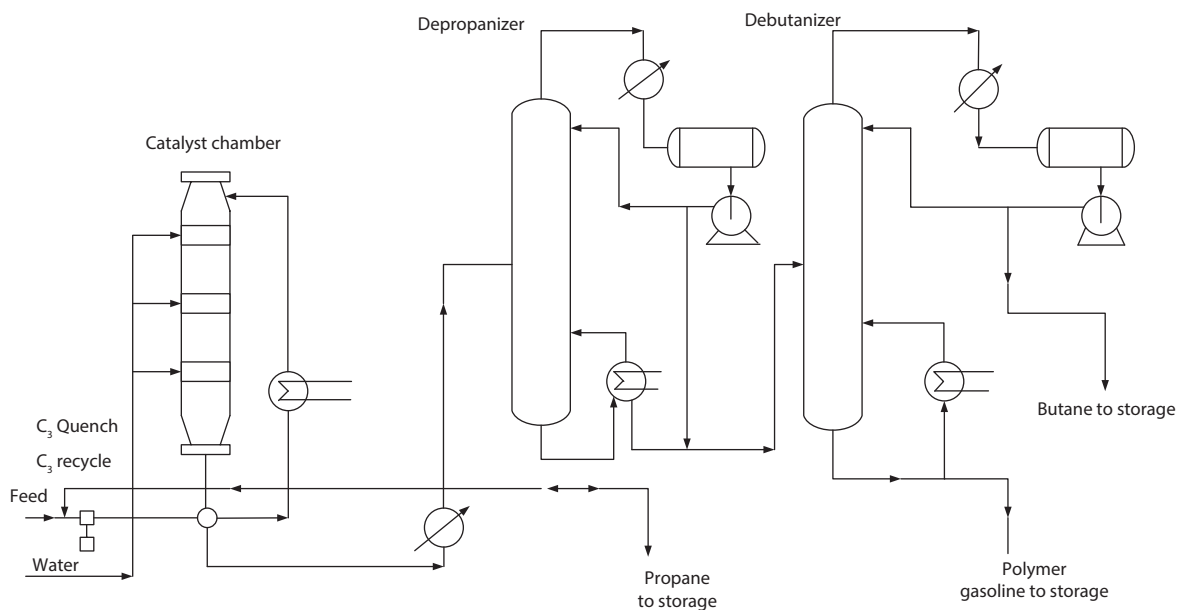 Depropanizer
Debutanizer
Catalyst chamber
C₃ Quench
C₃ recycle
Feed
Water
Propane
to storage
Butane to storage
Polymer
gasoline to storage